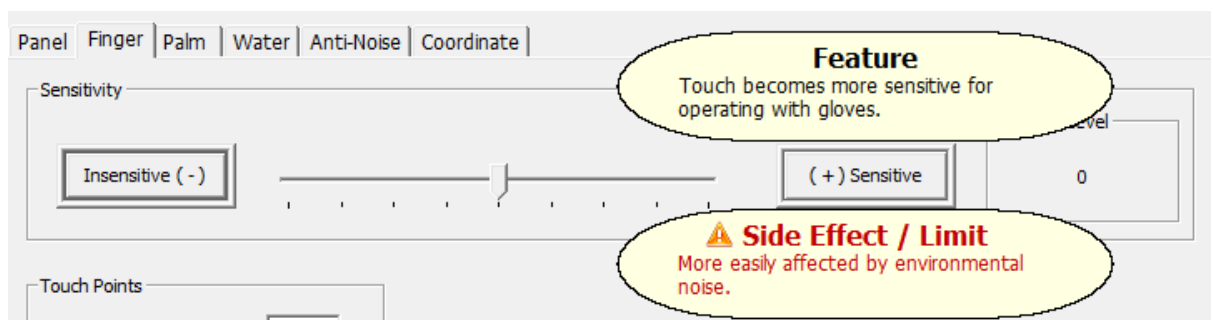 Panel Finger Palm Water Anti-Noise Coordinate
Feature
Touch becomes more sensitive for
operating with gloves.
Sensitivity
Insensitive ( - )
( + ) Sensitive
0
Side Effect / Limit
More easily affected by environmental
noise.
Touch Points